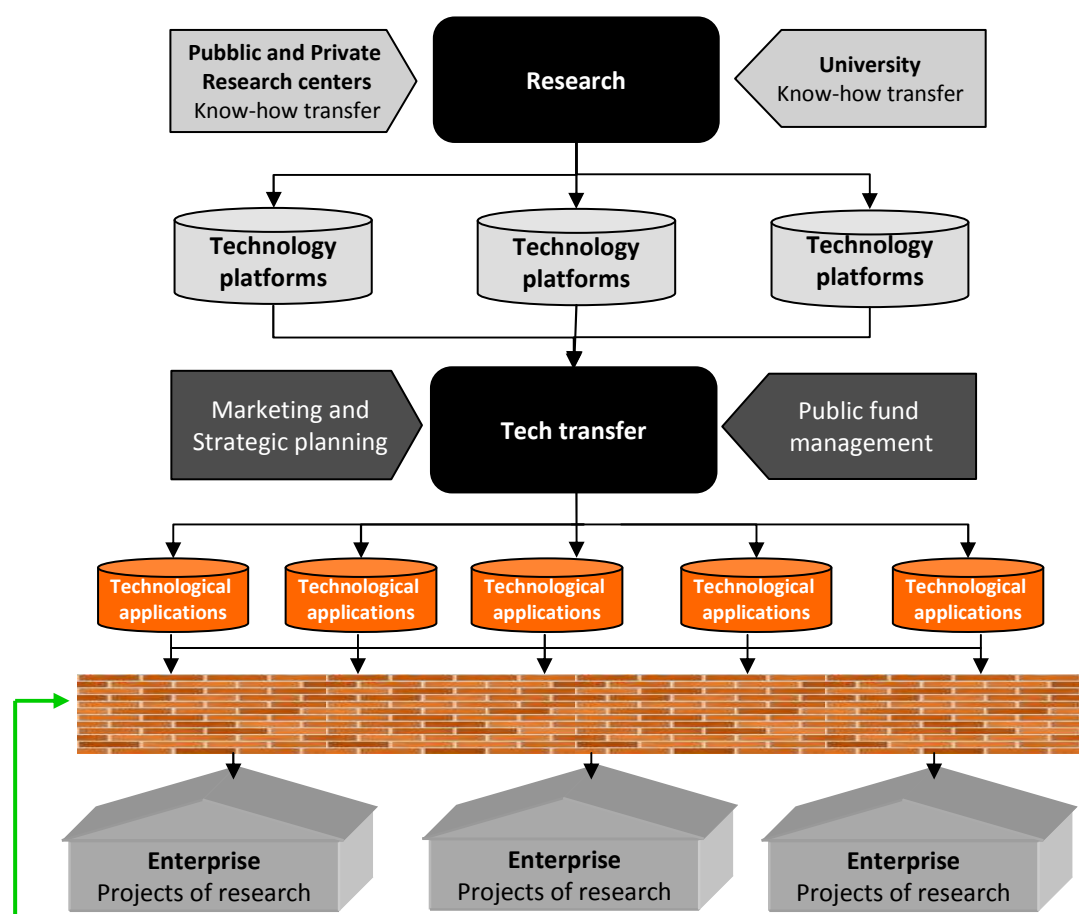 Pubblic and Private
Research centers
Know-how transfer
Research
University
Know-how transfer
Technology
platforms
Technology
platforms
Technology
platforms
Marketing and
Strategic planning
Tech transfer
Public fund
management
Technological
applications
Technological
applications
Technological
applications
Technological
applications
Technological
applications
Enterprise
Projects of research
Enterprise
Projects of research
Enterprise
Projects of research